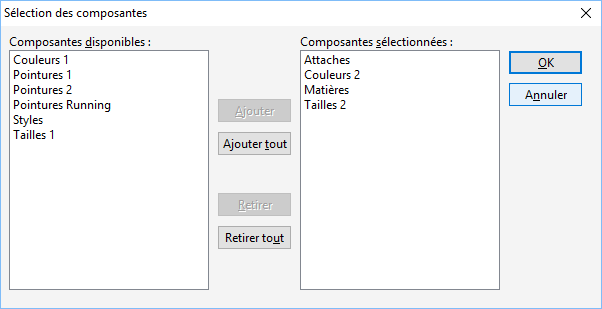 Sélection des composantes
Composantes disponibles :
Couleurs 1
Pointures 1
Pointures 2
Pointures Running
Styles
Tailles 1
Ajouter
Ajouter tout
Retirer
Retirer tout
Composantes sélectionnées :
Attaches
Couleurs 2
Matières
Tailles 2
OK
Annuler